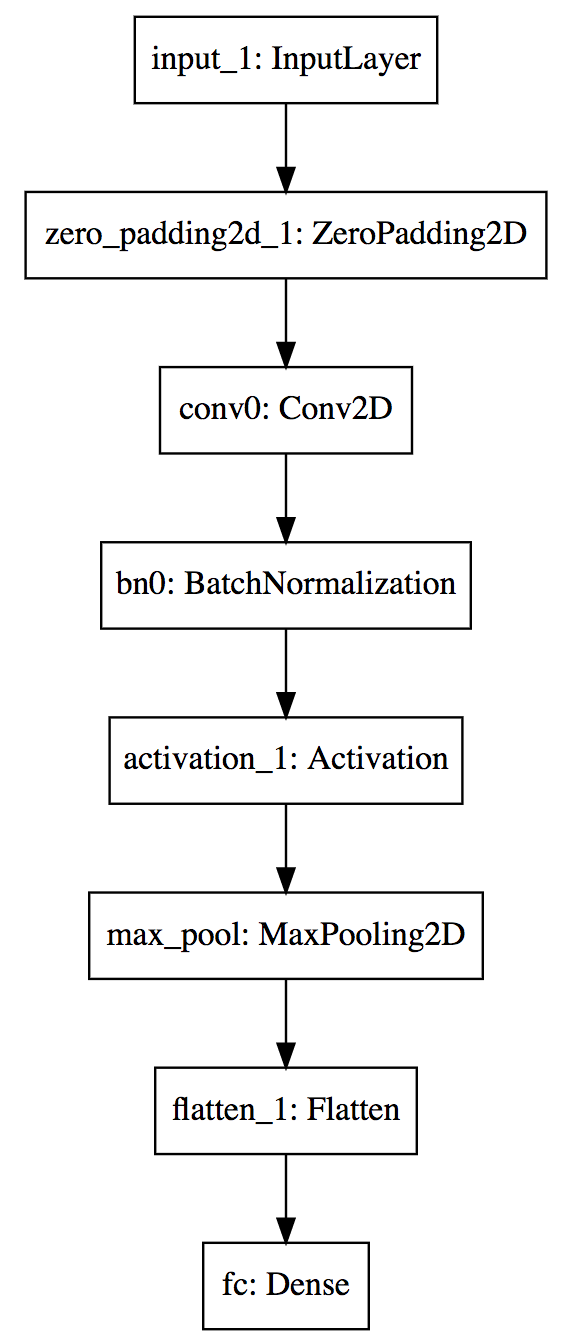 input_1: InputLayer
zero_padding2d_1: ZeroPadding2D
conv0: Conv2D
bn0: BatchNormalization
activation_1: Activation
max_pool: MaxPooling2D
flatten_1: Flatten
fc: Dense